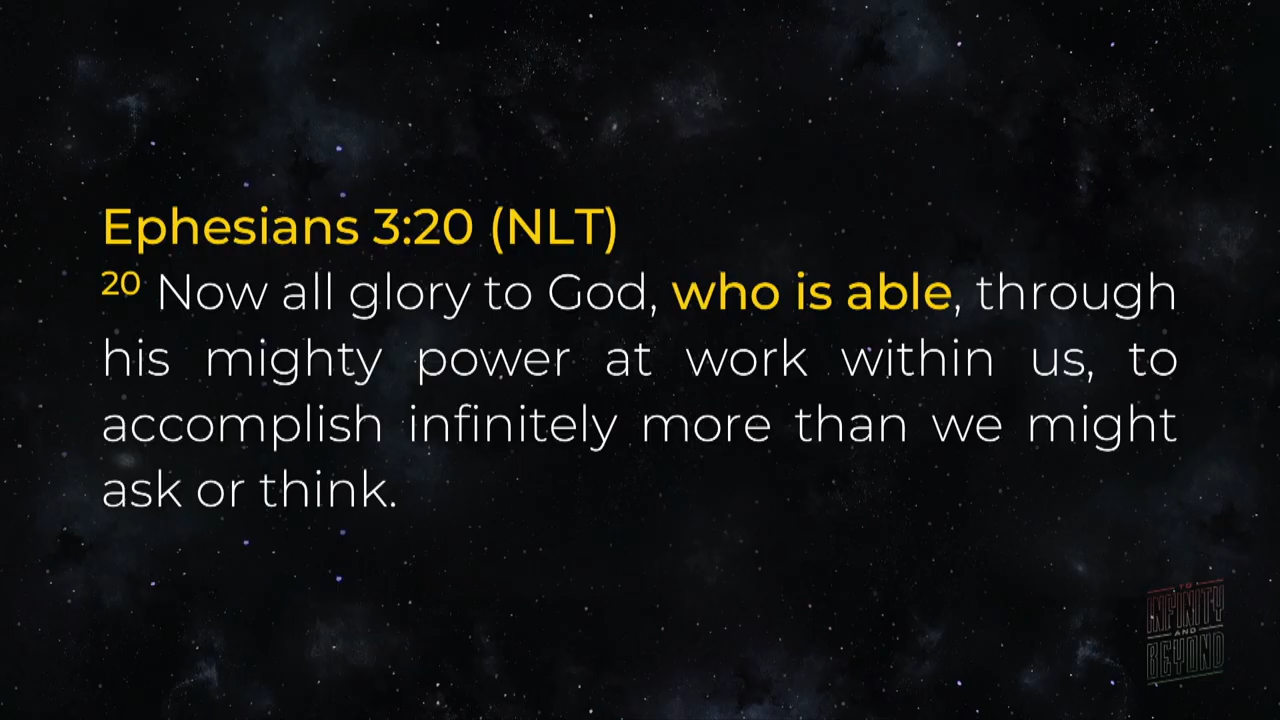 Ephesians 3:20 (NLT)
20 Now all glory to God, who is able, through
his mighty power at work within us, to
accomplish infinitely more than we might
ask or think.
TO
INFINITY
AND
BEYOND